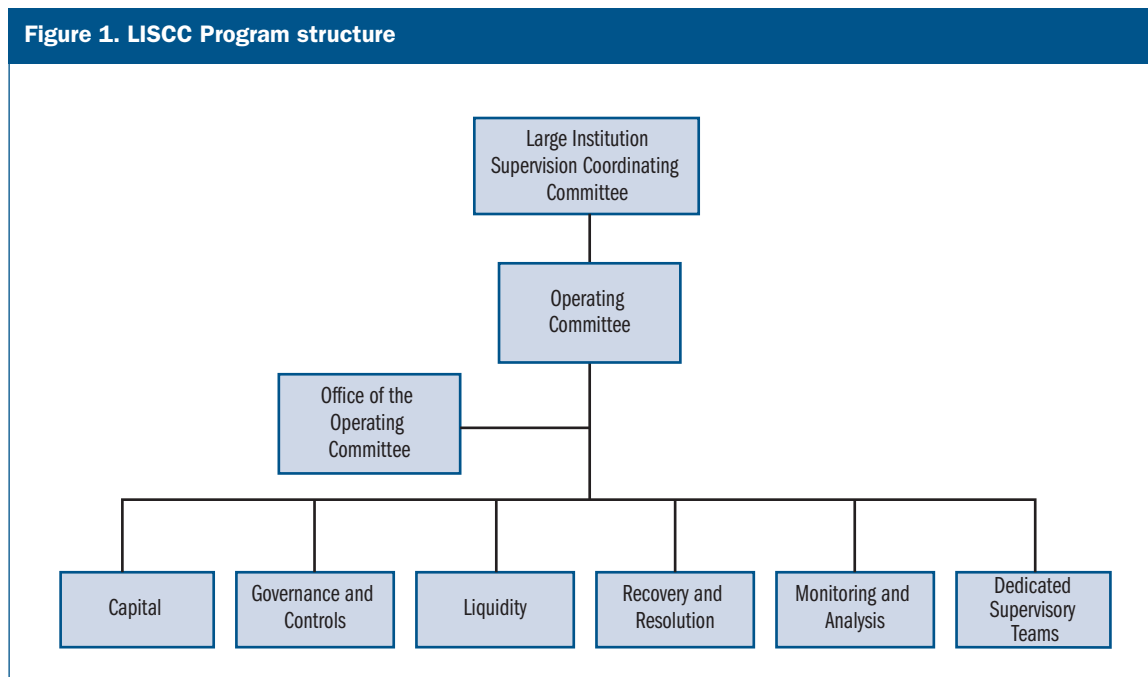 Figure 1. LISCC Program structure
Large Institution
Supervision Coordinating
Committee
Operating
Committee
Office of the
Operating
Committee
Capital
Governance and
Controls
Liquidity
Recovery and
Resolution
Monitoring and
Analysis
Dedicated
Supervisory
Teams